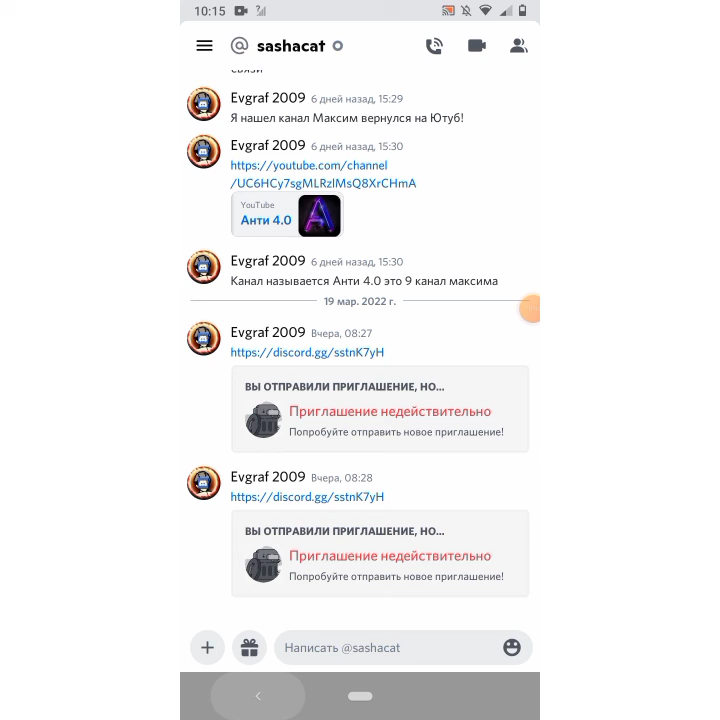 10:15
@ sashacat
связи
Evgraf 2009 6 дней назад, 15:29
Я нашел канал Максим вернулся на Ютуб!
Evgraf 2009 6 дней назад, 15:30
https://youtube.com/channel
/UC6HCy7sgMLRzlMsQ8XrCHmA
YouTube
Анти 4.0
Evgraf 2009 6 дней назад, 15:30
Канал называется Анти 4.0 это 9 канал максима
19 мар. 2022 г.
Evgraf 2009 Вчера, 08:27
https://discord.gg/sstnK7yH
ВЫ ОТПРАВИЛИ ПРИГЛАШЕНИЕ, НО...
Приглашение недействительно
Попробуйте отправить новое приглашение!
Evgraf 2009 Вчера, 08:28
https://discord.gg/sstnK7yH
ВЫ ОТПРАВИЛИ ПРИГЛАШЕНИЕ, НО...
Приглашение недействительно
Попробуйте отправить новое приглашение!
Написать @sashacat